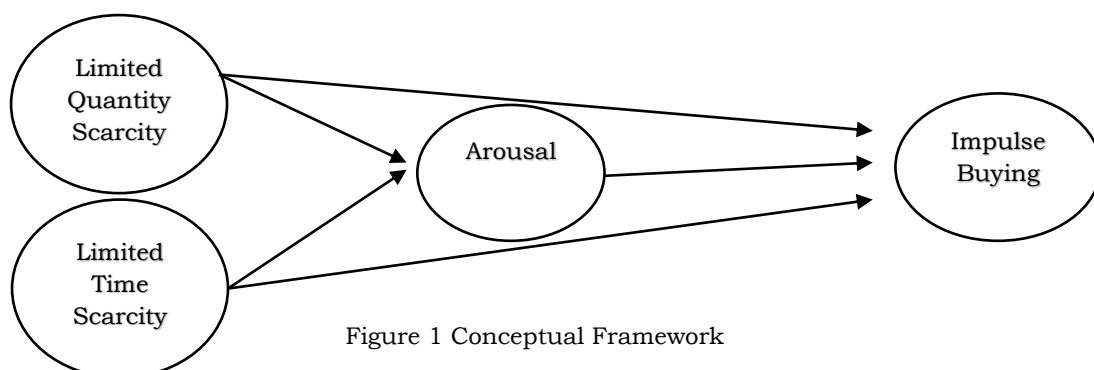 Limited
Quantity
Scarcity
Arousal
Impulse
Buying
Limited
Time
Scarcity
Figure 1 Conceptual Framework